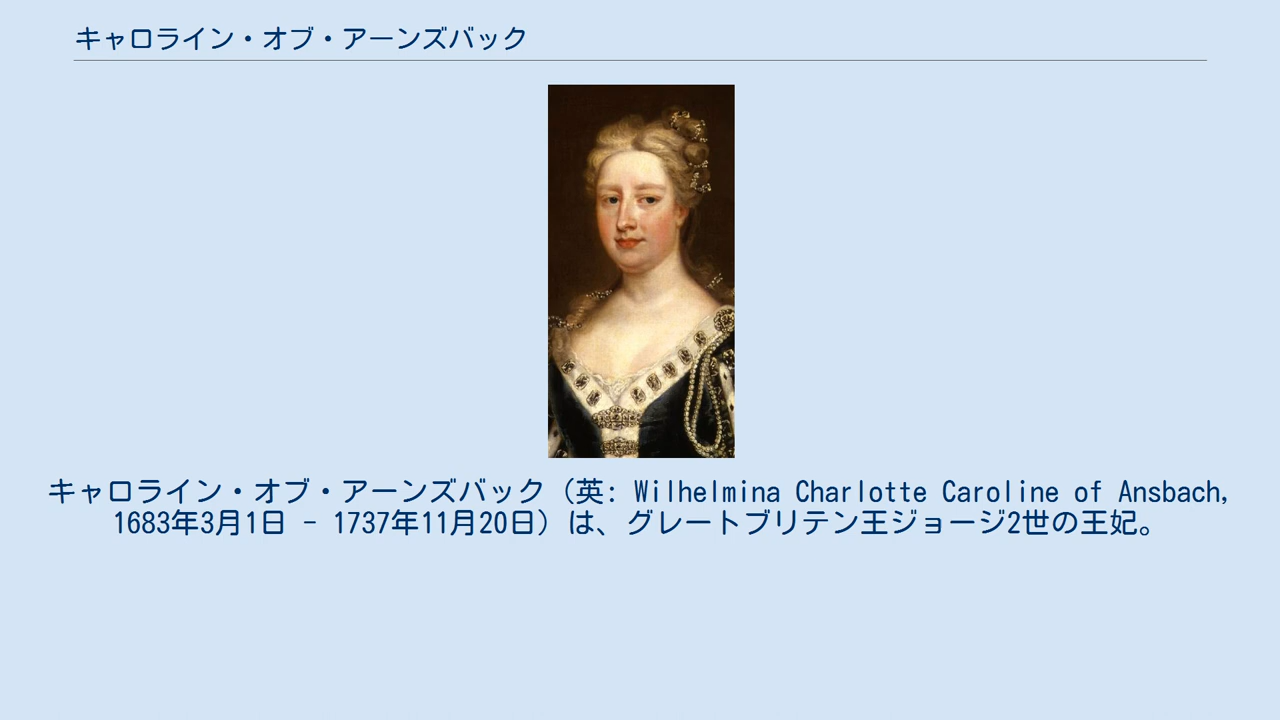 キャロライン・オブ・アーンズバック
キャロライン・オブ・アーンズバック（英: Wilhelmina Charlotte Caroline of Ansbach,
1683年3月1日 – 1737年11月20日）は、グレートブリテン王ジョージ2世の王妃。